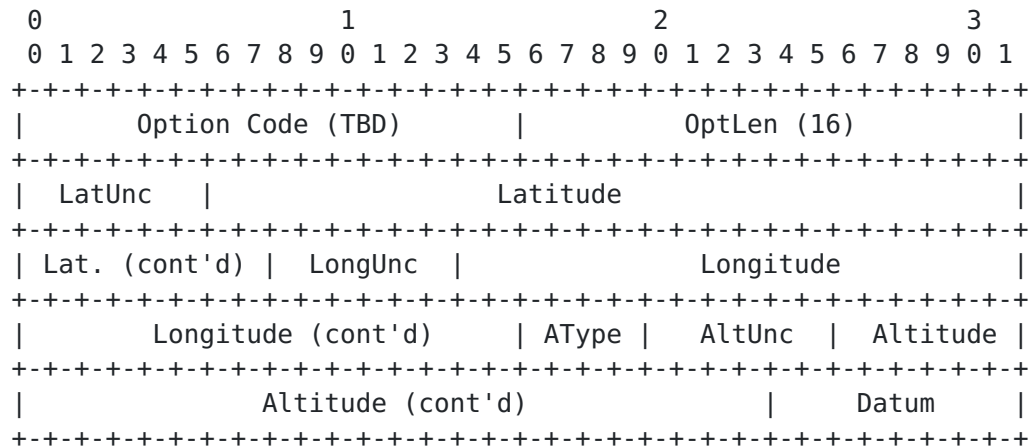 0                   1                   2                   3
 0 1 2 3 4 5 6 7 8 9 0 1 2 3 4 5 6 7 8 9 0 1 2 3 4 5 6 7 8 9 0 1
+-+-+-+-+-+-+-+-+-+-+-+-+-+-+-+-+-+-+-+-+-+-+-+-+-+-+-+-+-+-+-+-+
|       Option Code (TBD)       |          OptLen (16)          |
+-+-+-+-+-+-+-+-+-+-+-+-+-+-+-+-+-+-+-+-+-+-+-+-+-+-+-+-+-+-+-+-+
|  LatUnc   |                  Latitude                         |
+-+-+-+-+-+-+-+-+-+-+-+-+-+-+-+-+-+-+-+-+-+-+-+-+-+-+-+-+-+-+-+-+
| Lat. (cont'd) |  LongUnc  |               Longitude           |
+-+-+-+-+-+-+-+-+-+-+-+-+-+-+-+-+-+-+-+-+-+-+-+-+-+-+-+-+-+-+-+-+
|        Longitude (cont'd)     | AType |   AltUnc  |  Altitude |
+-+-+-+-+-+-+-+-+-+-+-+-+-+-+-+-+-+-+-+-+-+-+-+-+-+-+-+-+-+-+-+-+
|               Altitude (cont'd)               |     Datum     |
+-+-+-+-+-+-+-+-+-+-+-+-+-+-+-+-+-+-+-+-+-+-+-+-+-+-+-+-+-+-+-+-+